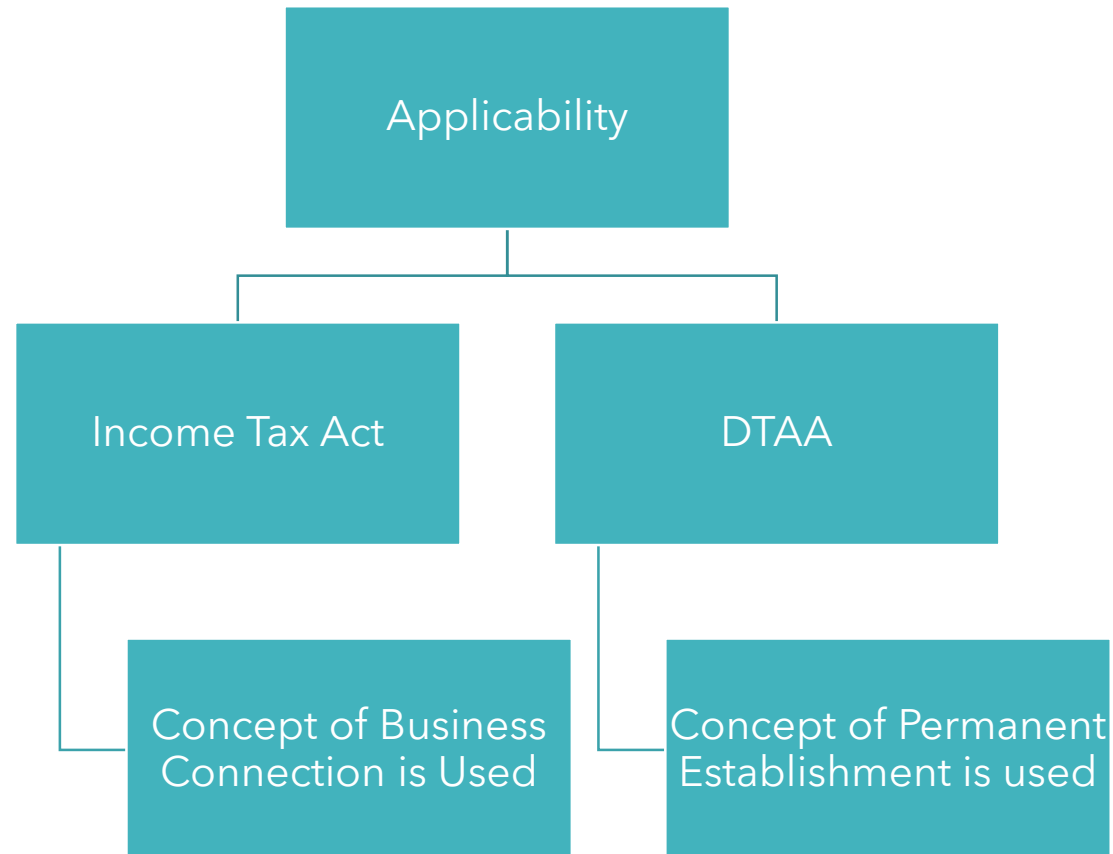 Applicability
Income Tax Act
DTAA
Concept of Business
Connection is Used
Concept of Permanent
Establishment is used